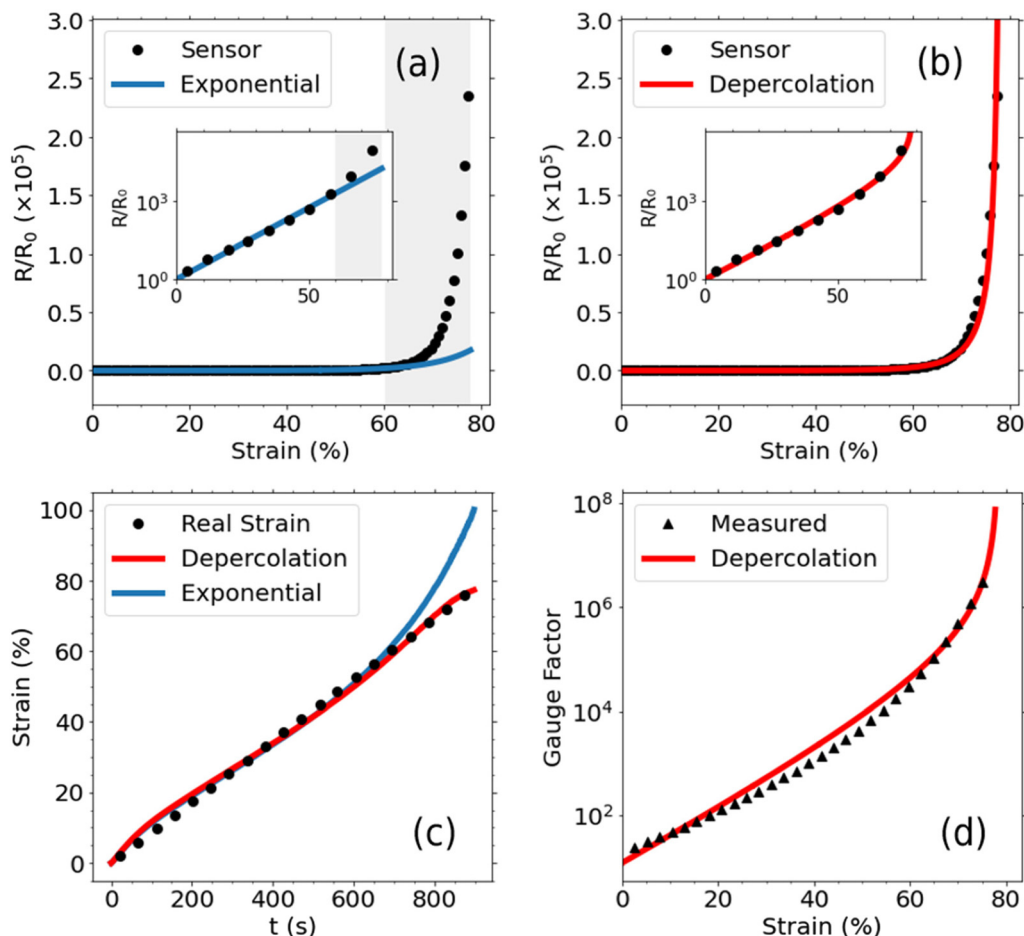 Sensor
Exponential
(a)
R/R₀ (×10⁵)
3.0
2.5
2.0
1.5
1.0
0.5
0.0
R/R₀
10³
10⁰
0 50
0 20 40 60 80
Strain (%)
Sensor
Depercolation
(b)
R/R₀ (×10⁵)
3.0
2.5
2.0
1.5
1.0
0.5
0.0
R/R₀
10³
10⁰
0 50
0 20 40 60 80
Strain (%)
Real Strain
Depercolation
Exponential
(c)
Strain (%)
100
80
60
40
20
0
0 200 400 600 800
t (s)
Measured
Depercolation
(d)
Gauge Factor
10⁸
10⁶
10⁴
10²
0 20 40 60 80
Strain (%)